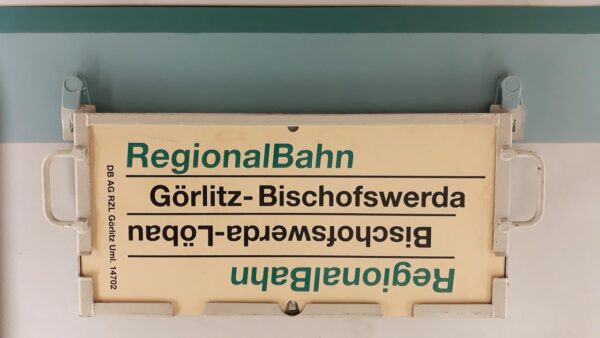 RegionalBahn
Görlitz-Bischofswerda
Bischofswerda-Löbau
RegionalBahn
DB AG RZL Görlitz Uml. 14702